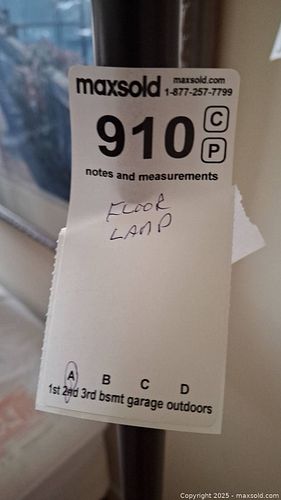 maxsold maxsold.com
1-877-257-7799
910 C
P
notes and measurements
FLOOR
LAMP
A B C D
1st 2nd 3rd bsmt garage outdoors
Copyright © 2025 - maxsold.com